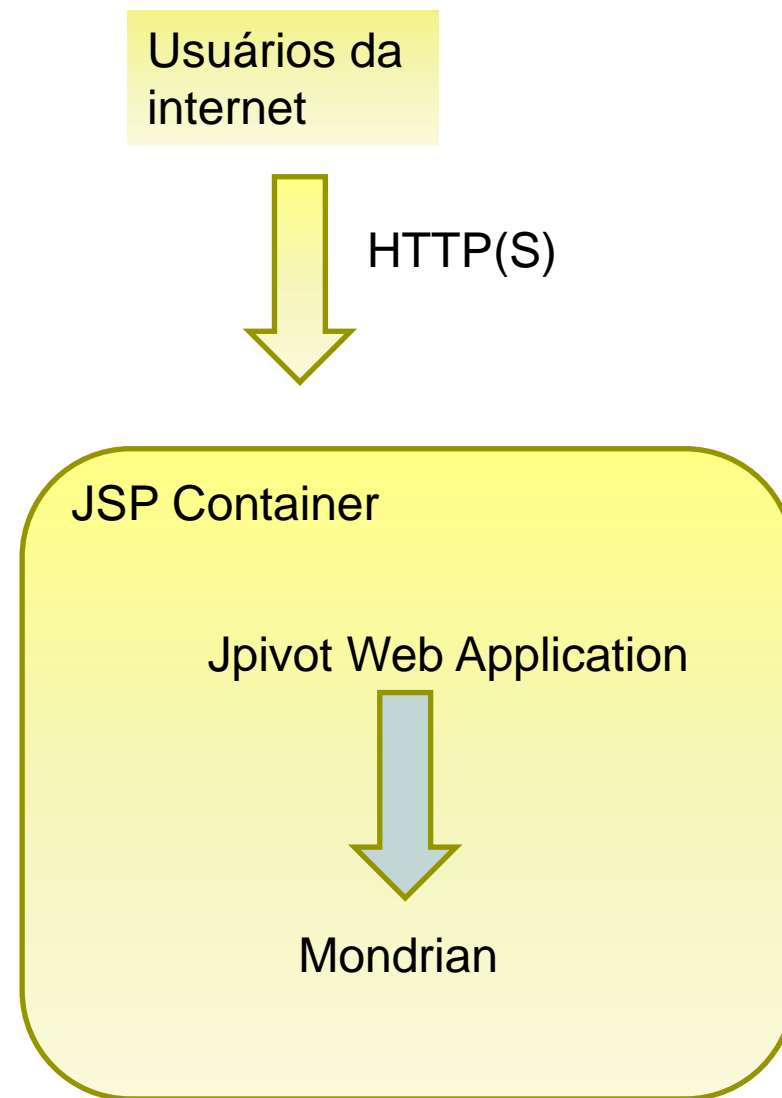 Usuários da
internet
HTTP(S)
JSP Container
Jpivot Web Application
Mondrian